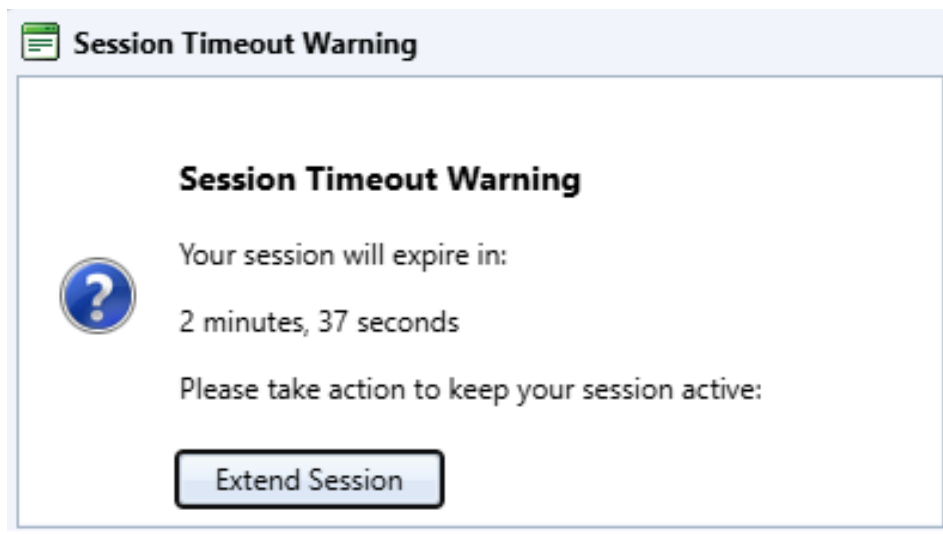 Session Timeout Warning
Session Timeout Warning
Your session will expire in:
2 minutes, 37 seconds
Please take action to keep your session active:
Extend Session